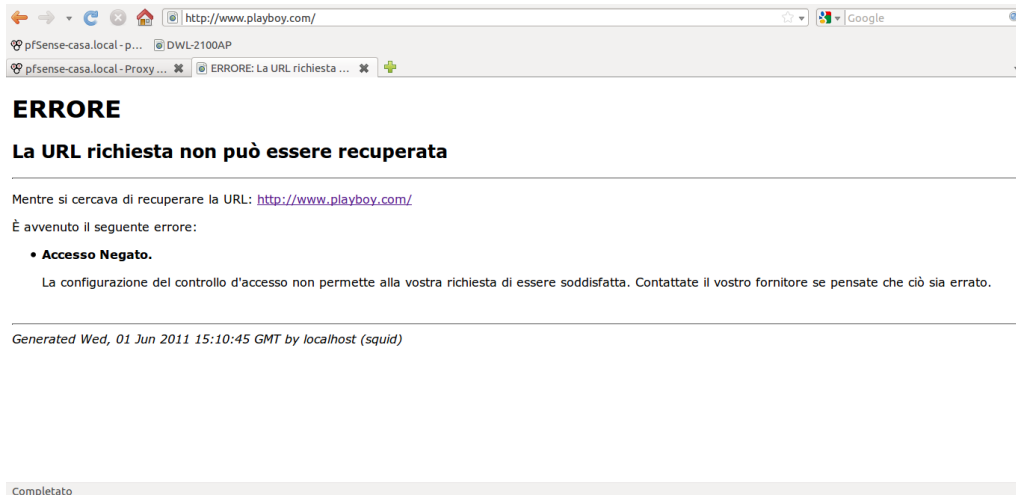 http://www.playboy.com/
Google
pfSense-casa.local - p... DWL-2100AP
pfsense-casa.local - Proxy ... ERRORE: La URL richiesta ...
ERRORE
La URL richiesta non può essere recuperata
Mentre si cercava di recuperare la URL: http://www.playboy.com/
È avvenuto il seguente errore:
• Accesso Negato.
La configurazione del controllo d'accesso non permette alla vostra richiesta di essere soddisfatta. Contattate il vostro fornitore se pensate che ciò sia errato.
Generated Wed, 01 Jun 2011 15:10:45 GMT by localhost (squid)
Completato